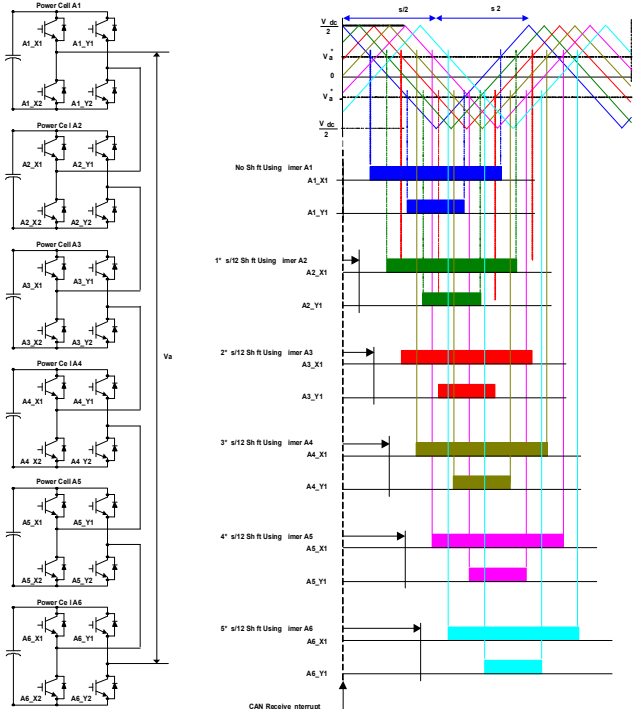 Power Cell A1
A1_X1 A1_Y1
A1_X2 A1_Y2
Power Ce l A2
A2_X1 A2_Y1
A2_X2 A2_Y2
Power Cell A3
A3_X1 A3_Y1
A3_X2 A3_Y2
Power Ce l A4
A4_X1 A4_Y1
A4_X2 A4_Y2
Power Cell A5
A5_X1 A5_Y1
A5_X2 A5_Y2
Power Ce l A6
A6_X1 A6_Y1
A6_X2 A6_Y2
Va
s/2 s 2
V dc
2
Va*
0
Va*
V dc
2
No Sh ft Using imer A1
A1_X1
A1_Y1
1* s/12 Sh ft Using imer A2
A2_X1
A2_Y1
2* s/12 Sh ft Using imer A3
A3_X1
A3_Y1
3* s/12 Sh ft Using imer A4
A4_X1
A4_Y1
4* s/12 Sh ft Using imer A5
A5_X1
A5_Y1
5* s/12 Sh ft Using imer A6
A6_X1
A6_Y1
CAN Receive nterrupt